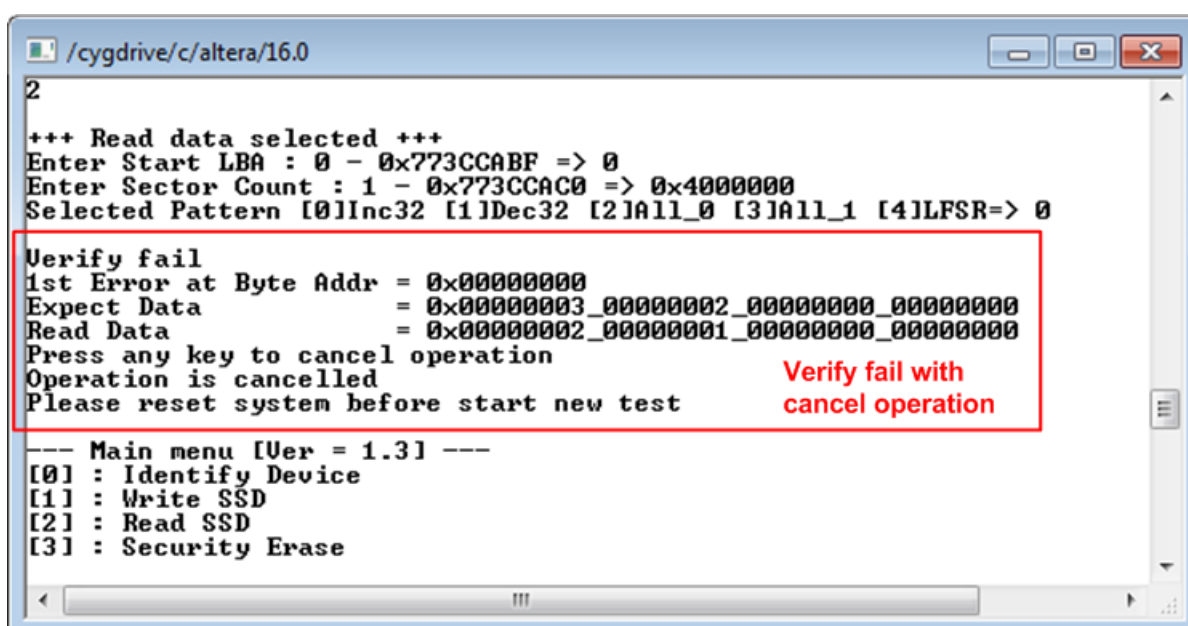 /cygdrive/c/altera/16.0
2
+++ Read data selected +++
Enter Start LBA : 0 - 0x773CCABF => 0
Enter Sector Count : 1 - 0x773CCAC0 => 0x4000000
Selected Pattern [0]Inc32 [1]Dec32 [2]All_0 [3]All_1 [4]LFSR=> 0
Verify fail
1st Error at Byte Addr = 0x00000000
Expect Data = 0x00000003_00000002_00000000_00000000
Read Data = 0x00000002_00000001_00000000_00000000
Press any key to cancel operation
Operation is cancelled
Please reset system before start new test
Verify fail with
cancel operation
--- Main menu [Ver = 1.3] ---
[0] : Identify Device
[1] : Write SSD
[2] : Read SSD
[3] : Security Erase